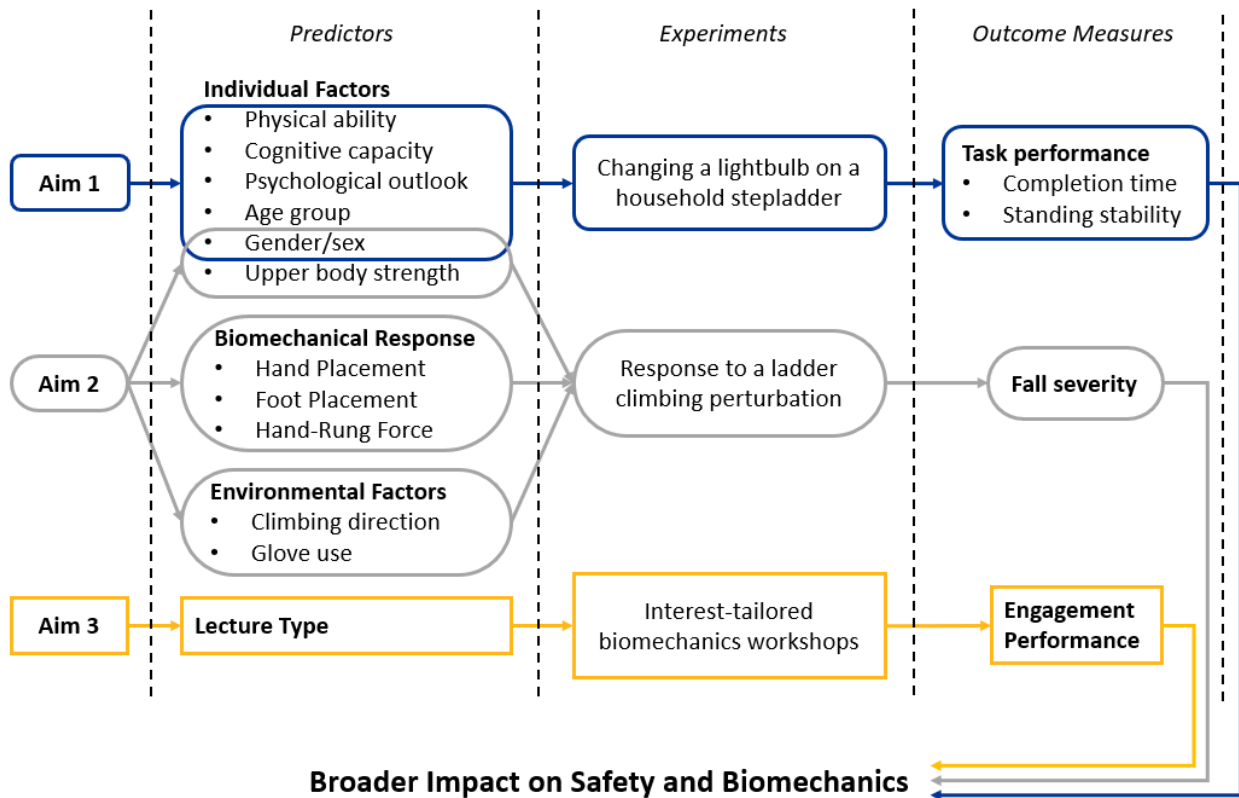 Predictors
Experiments
Outcome Measures
Aim 1
Individual Factors
• Physical ability
• Cognitive capacity
• Psychological outlook
• Age group
• Gender/sex
• Upper body strength
Changing a lightbulb on a
household stepladder
Task performance
• Completion time
• Standing stability
Aim 2
Biomechanical Response
• Hand Placement
• Foot Placement
• Hand-Rung Force
Environmental Factors
• Climbing direction
• Glove use
Response to a ladder
climbing perturbation
Fall severity
Aim 3
Lecture Type
Interest-tailored
biomechanics workshops
Engagement
Performance
Broader Impact on Safety and Biomechanics